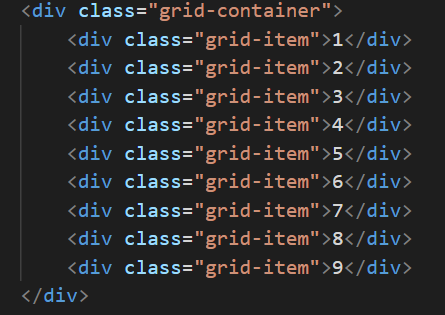 <div class="grid-container">
    <div class="grid-item">1</div>
    <div class="grid-item">2</div>
    <div class="grid-item">3</div>
    <div class="grid-item">4</div>
    <div class="grid-item">5</div>
    <div class="grid-item">6</div>
    <div class="grid-item">7</div>
    <div class="grid-item">8</div>
    <div class="grid-item">9</div>
</div>